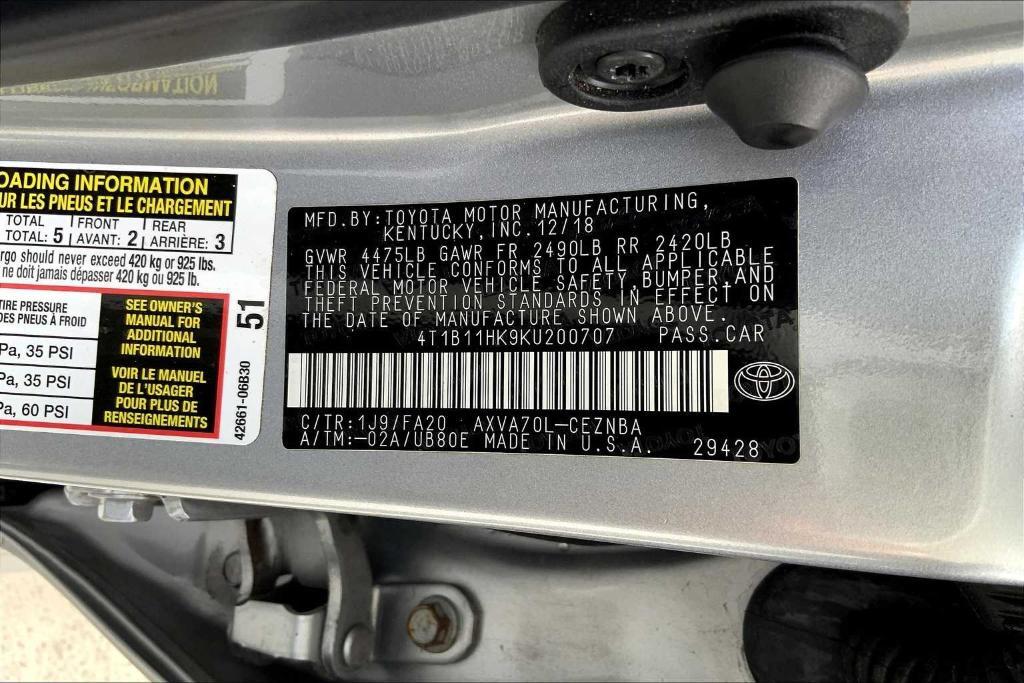 OADING INFORMATION
UR LES PNEUS ET LE CHARGEMENT
TOTAL FRONT REAR
TOTAL: 5 AVANT: 2 ARRIÈRE: 3
rgo should never exceed 420 kg or 925 lbs.
ne doit jamais dépasser 420 kg ou 925 lb.
TIRE PRESSURE
DES PNEUS À FROID
Pa, 35 PSI
Pa, 35 PSI
Pa, 60 PSI
SEE OWNER'S
MANUAL FOR
ADDITIONAL
INFORMATION
VOIR LE MANUEL
DE L'USAGER
POUR PLUS DE
RENSEIGNEMENTS
51
42661-06B30
MFD.BY:TOYOTA MOTOR MANUFACTURING,
KENTUCKY,INC.12/18
GVWR 4475LB GAWR FR 2490LB RR 2420LB
THIS VEHICLE CONFORMS TO ALL APPLICABLE
FEDERAL MOTOR VEHICLE SAFETY,BUMPER,AND
THEFT PREVENTION STANDARDS IN EFFECT ON
THE DATE OF MANUFACTURE SHOWN ABOVE.
4T1B11HK9KU200707 PASS.CAR
C/TR:1J9/FA20 AXVA70L-CEZNBA
A/TM:-02A/UB80E MADE IN U.S.A. 29428